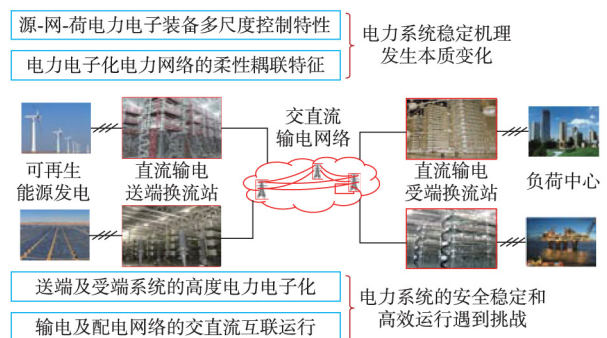 源-网-荷电力电子装备多尺度控制特性
电力电子化电力网络的柔性耦联特征
电力系统稳定机理
发生本质变化
交直流
输电网络
可再生
能源发电
直流输电
送端换流站
直流输电
受端换流站
负荷中心
送端及受端系统的高度电力电子化
输电及配电网络的交直流互联运行
电力系统的安全稳定和
高效运行遇到挑战